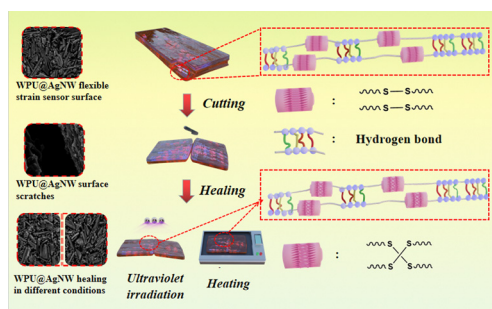 WPU@AgNW flexible
strain sensor surface
Cutting
:
S
S
S
S
:
Hydrogen bond
WPU@AgNW surface
scratches
Healing
WPU@AgNW healing
in different conditions
Ultraviolet
irradiation
Heating
:
S
S
S
S